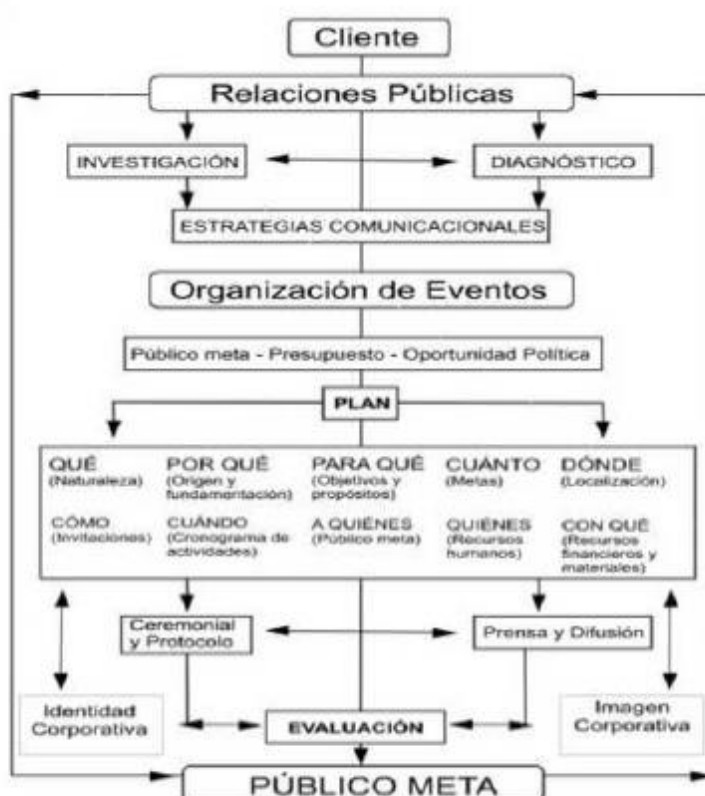 Cliente
Relaciones Públicas
INVESTIGACIÓN
DIAGNÓSTICO
ESTRATEGIAS COMUNICACIONALES
Organización de Eventos
Público meta - Presupuesto - Oportunidad Política
PLAN
QUÉ
(Naturaleza)
POR QUÉ
(Origen y
fundamentación)
PARA QUÉ
(Objetivos y
propósitos)
CUÁNTO
(Metas)
DÓNDE
(Localización)
CÓMO
(Invitaciones)
CUÁNDO
(Cronograma de
actividades)
A QUIÉNES
(Público meta)
QUIÉNES
(Recursos
humanos)
CON QUÉ
(Recursos
financieros y
materiales)
Ceremonial
y Protocolo
Prensa y Difusión
Identidad
Corporativa
EVALUACIÓN
Imagen
Corporativa
PÚBLICO META